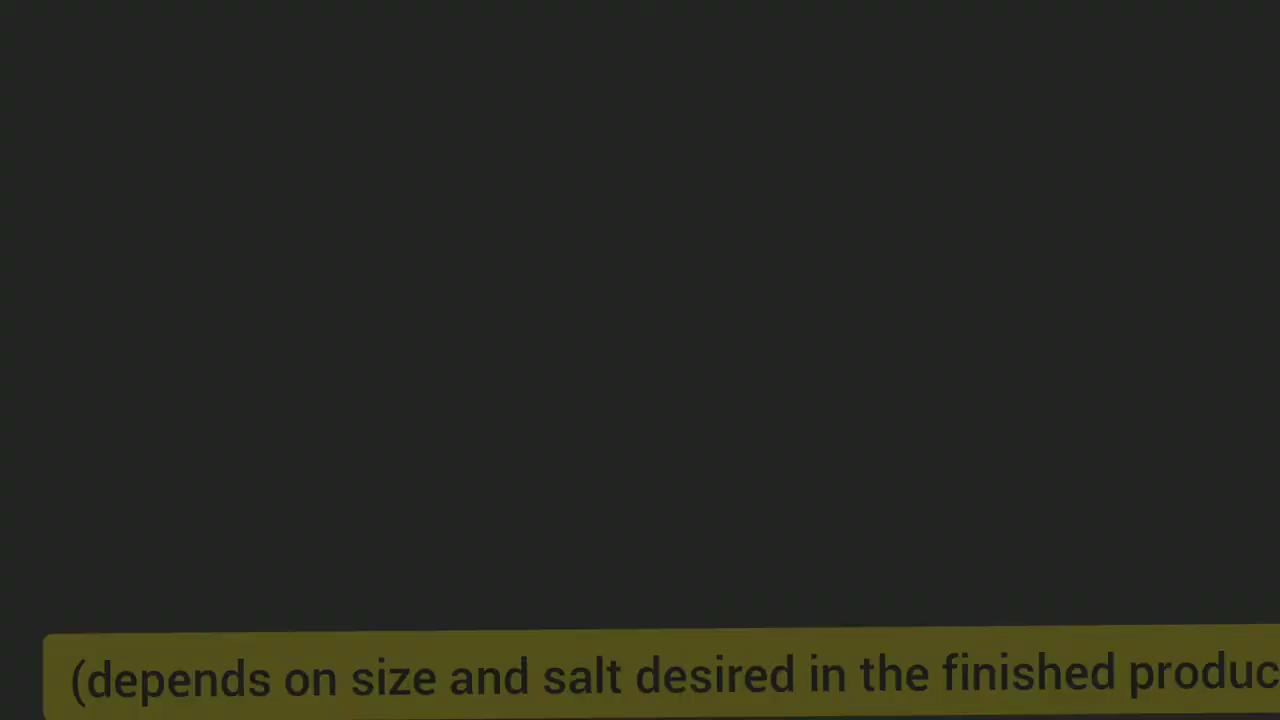 (depends on size and salt desired in the finished produc